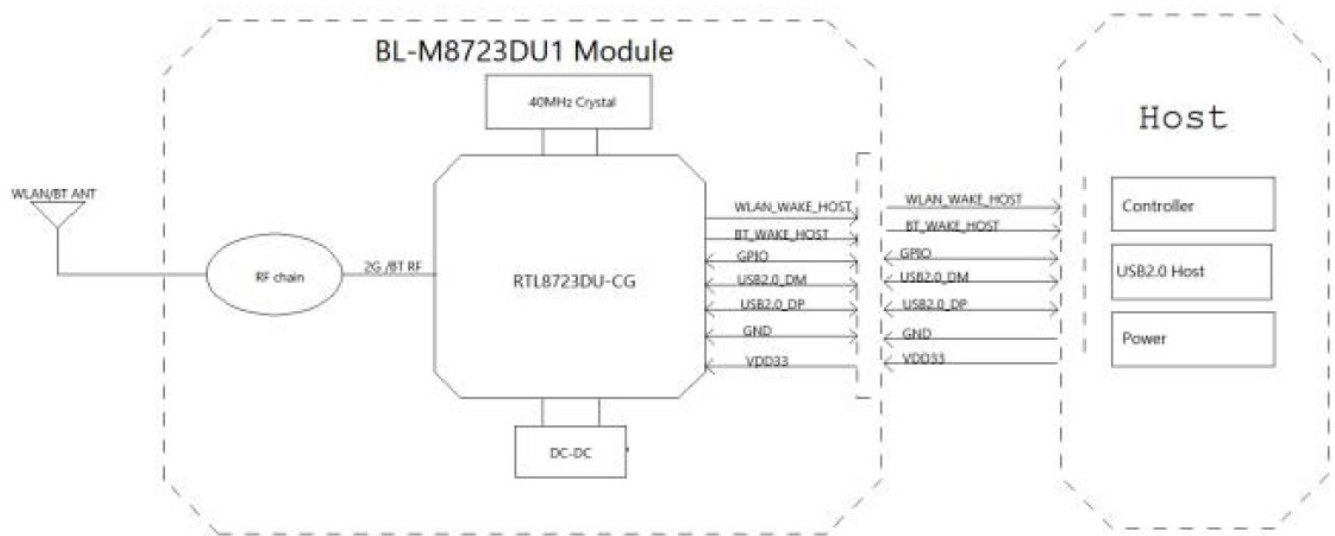 BL-M8723DU1 Module
40MHz Crystal
Host
WLAN/BT ANT
RF chain
2G /BT RF
RTL8723DU-CG
DC-DC
WLAN_WAKE_HOST
BT_WAKE_HOST
GPIO
USB2.0_DM
USB2.0_DP
GND
VDD33
WLAN_WAKE_HOST
BT_WAKE_HOST
GPIO
USB2.0_DM
USB2.0_DP
GND
VDD33
Controller
USB2.0 Host
Power